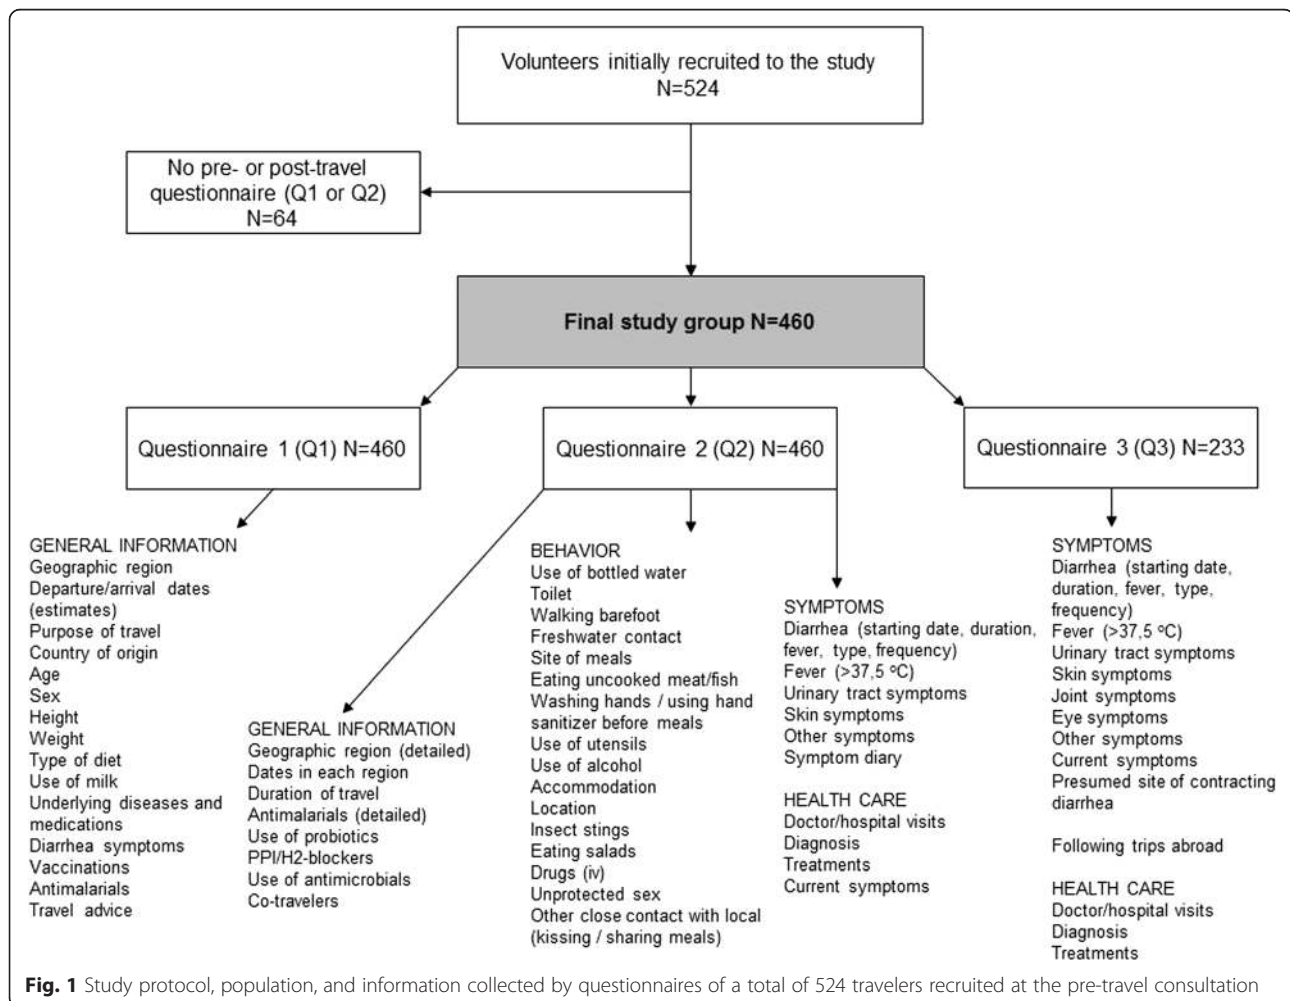 Volunteers initially recruited to the study
N=524
No pre- or post-travel
questionnaire (Q1 or Q2)
N=64
Final study group N=460
Questionnaire 1 (Q1) N=460
Questionnaire 2 (Q2) N=460
Questionnaire 3 (Q3) N=233
GENERAL INFORMATION
Geographic region
Departure/arrival dates
(estimates)
Purpose of travel
Country of origin
Age
Sex
Height
Weight
Type of diet
Use of milk
Underlying diseases and
medications
Diarrhea symptoms
Vaccinations
Antimalarials
Travel advice
GENERAL INFORMATION
Geographic region (detailed)
Dates in each region
Duration of travel
Antimalarials (detailed)
Use of probiotics
PPI/H2-blockers
Use of antimicrobials
Co-travelers
BEHAVIOR
Use of bottled water
Toilet
Walking barefoot
Freshwater contact
Site of meals
Eating uncooked meat/fish
Washing hands / using hand
sanitizer before meals
Use of utensils
Use of alcohol
Accommodation
Location
Insect stings
Eating salads
Drugs (iv)
Unprotected sex
Other close contact with local
(kissing / sharing meals)
SYMPTOMS
Diarrhea (starting date, duration,
fever, type, frequency)
Fever (>37,5 ºC)
Urinary tract symptoms
Skin symptoms
Other symptoms
Symptom diary
HEALTH CARE
Doctor/hospital visits
Diagnosis
Treatments
Current symptoms
SYMPTOMS
Diarrhea (starting date,
duration, fever, type,
frequency)
Fever (>37,5 ºC)
Urinary tract symptoms
Skin symptoms
Joint symptoms
Eye symptoms
Other symptoms
Current symptoms
Presumed site of contracting
diarrhea
Following trips abroad
HEALTH CARE
Doctor/hospital visits
Diagnosis
Treatments
Fig. 1 Study protocol, population, and information collected by questionnaires of a total of 524 travelers recruited at the pre-travel consultation